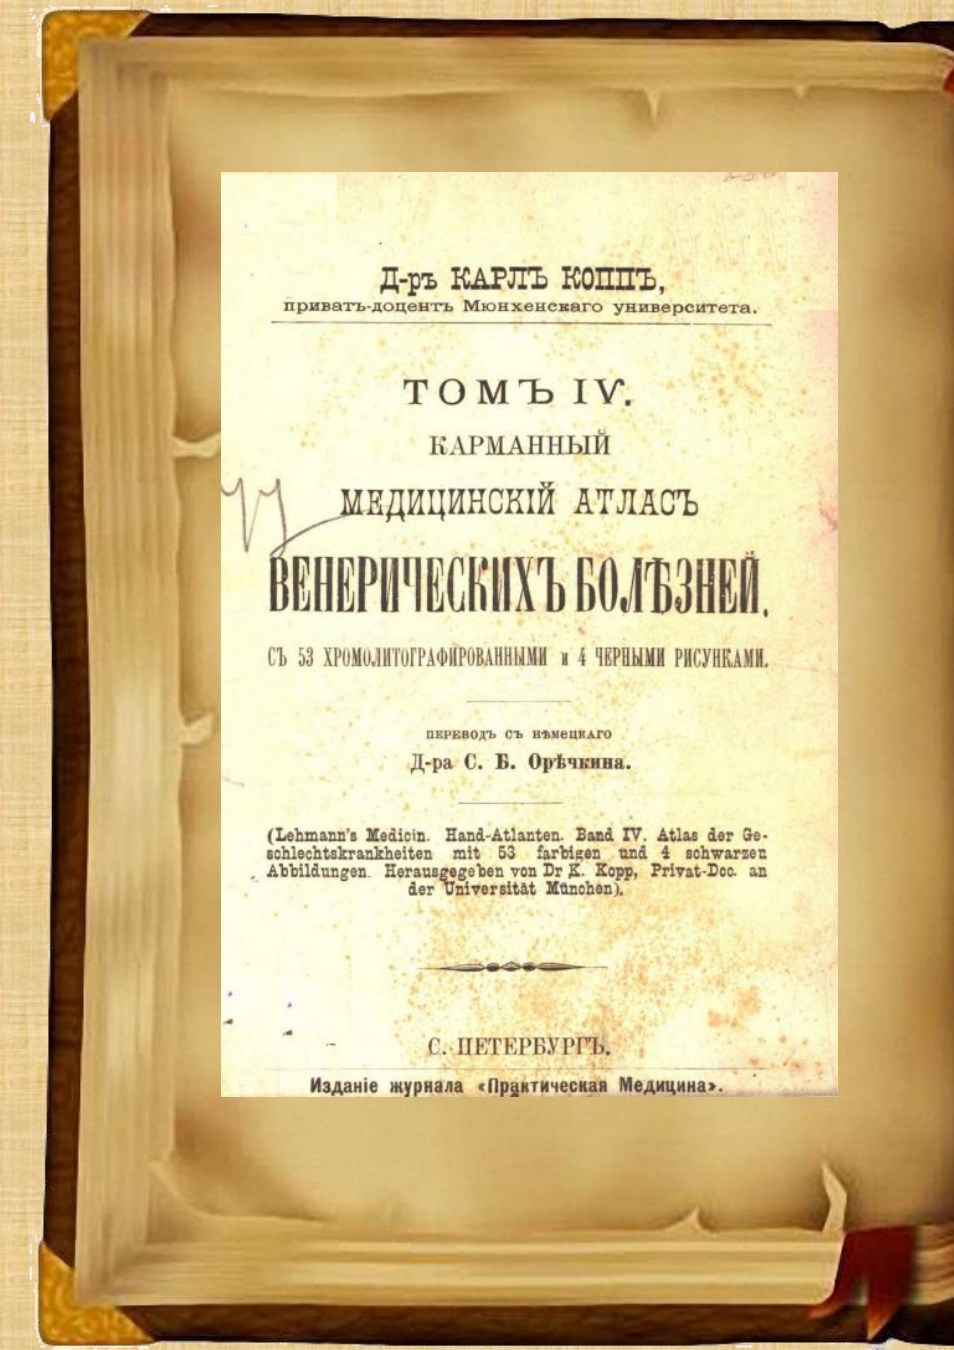 Д-ръ КАРЛЪ КОППЪ,
приватъ-доцентъ Мюнхенскаго университета.
ТОМЪ IV.
КАРМАННЫЙ
МЕДИЦИНСКІЙ АТЛАСЪ
ВЕНЕРИЧЕСКИХЪ БОЛѢЗНЕЙ.
СЪ 53 ХРОМОЛИТОГРАФИРОВАННЫМИ и 4 ЧЕРНЫМИ РИСУНКАМИ.
ПЕРЕВОДЪ СЪ НѢМЕЦКАГО
Д-ра С. Б. Орѣчкина.
(Lehmann's Medicin. Hand-Atlanten. Band IV. Atlas der Ge-
schlechtskrankheiten mit 53 farbigen und 4 schwarzen
Abbildungen. Herausgegeben von Dr K. Kopp, Privat-Doc. an
der Universität München).
С. ПЕТЕРБУРГЪ.
Изданіе журнала «Практическая Медицина».